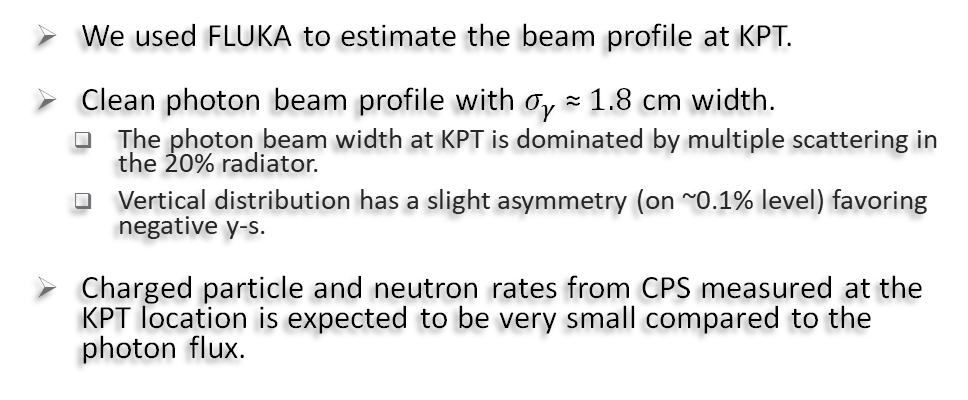 We used FLUKA to estimate the beam profile at KPT.
Clean photon beam profile with σγ ≈ 1.8 cm width.
The photon beam width at KPT is dominated by multiple scattering in
the 20% radiator.
Vertical distribution has a slight asymmetry (on ~0.1% level) favoring
negative y-s.
Charged particle and neutron rates from CPS measured at the
KPT location is expected to be very small compared to the
photon flux.